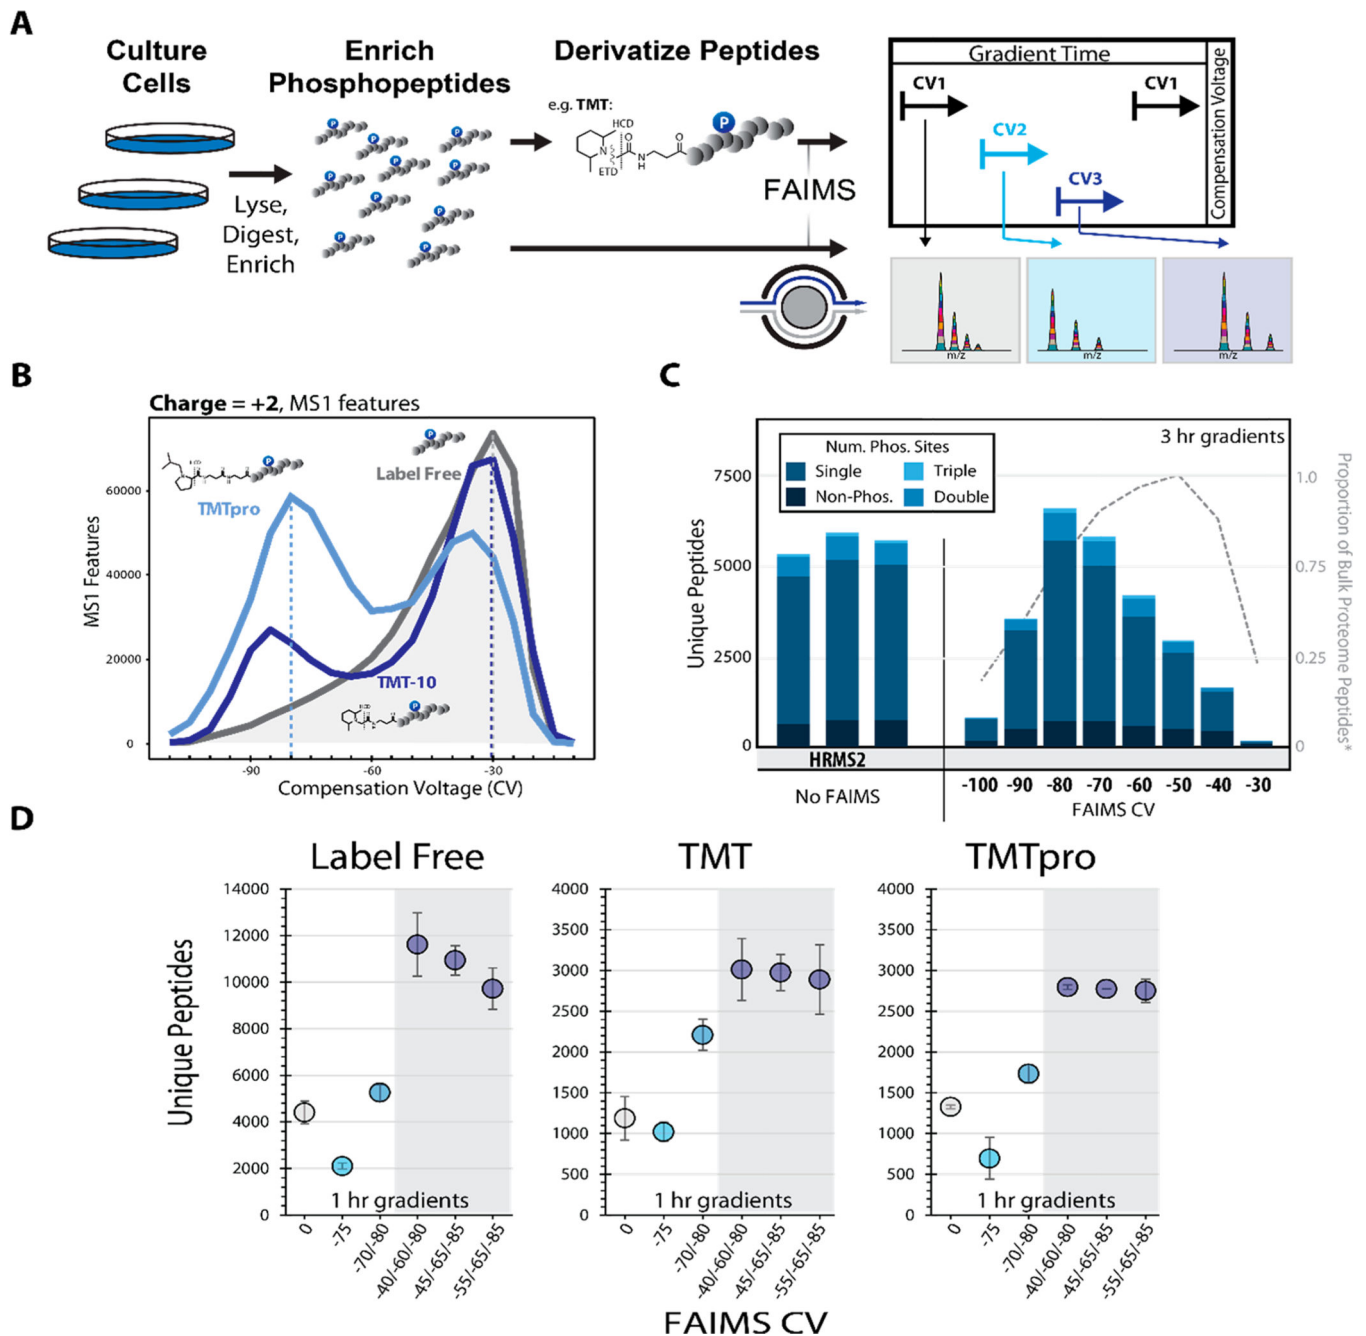 A
Culture
Cells
Enrich
Phosphopeptides
Derivatize Peptides
e.g. TMT:
HCD
ETD
N
O
N
H
O
P
Lyse,
Digest,
Enrich
FAIMS
Gradient Time
CV1
CV1
CV2
CV3
Compensation Voltage
m/z
m/z
m/z
B
Charge = +2, MS1 features
TMTpro
Label Free
TMT-10
MS1 Features
60000
40000
20000
0
-90
-60
-30
Compensation Voltage (CV)
C
3 hr gradients
Num. Phos. Sites
Single
Triple
Non-Phos.
Double
Unique Peptides
7500
5000
2500
0
1.0
0.75
0.25
0
Proportion of Bulk Proteome Peptides*
HRMS2
No FAIMS
-100 -90 -80 -70 -60 -50 -40 -30
FAIMS CV
D
Label Free
TMT
TMTpro
Unique Peptides
14000
12000
10000
8000
6000
4000
2000
0
1 hr gradients
0
-75
-70/-80
-40/-60/-80
-45/-65/-85
-55/-65/-85
4000
3500
3000
2500
2000
1500
1000
500
0
1 hr gradients
0
-75
-70/-80
-40/-60/-80
-45/-65/-85
-55/-65/-85
4000
3500
3000
2500
2000
1500
1000
500
0
1 hr gradients
0
-75
-70/-80
-40/-60/-80
-45/-65/-85
-55/-65/-85
FAIMS CV